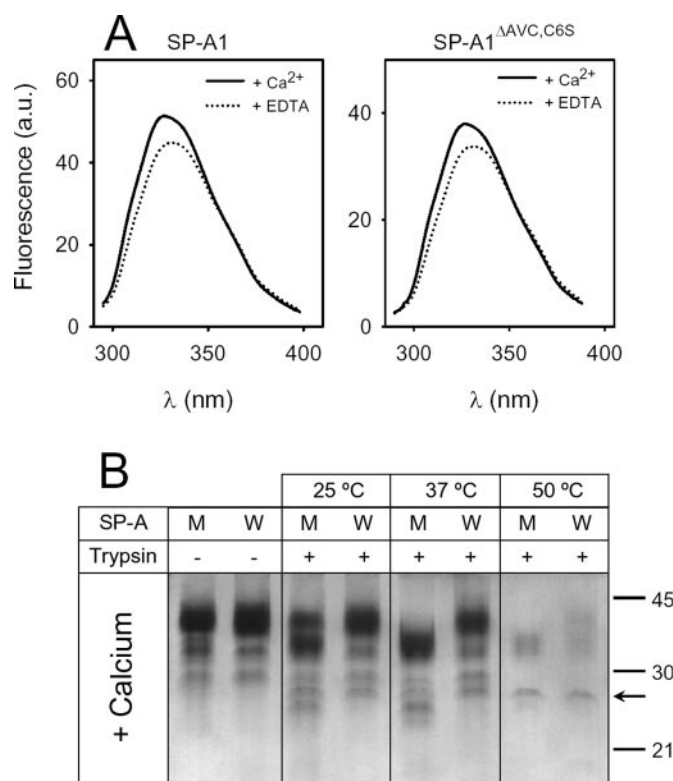 A
SP-A1
SP-A1ΔAVC,C6S
Fluorescence (a.u.)
60
40
20
0
+ Ca2+
+ EDTA
300 350 400
λ (nm)
40
20
0
+ Ca2+
+ EDTA
300 350 400
λ (nm)
B
25 ºC 37 ºC 50 ºC
SP-A M W M W M W M W
Trypsin - - + + + + + +
+ Calcium
45
30
21